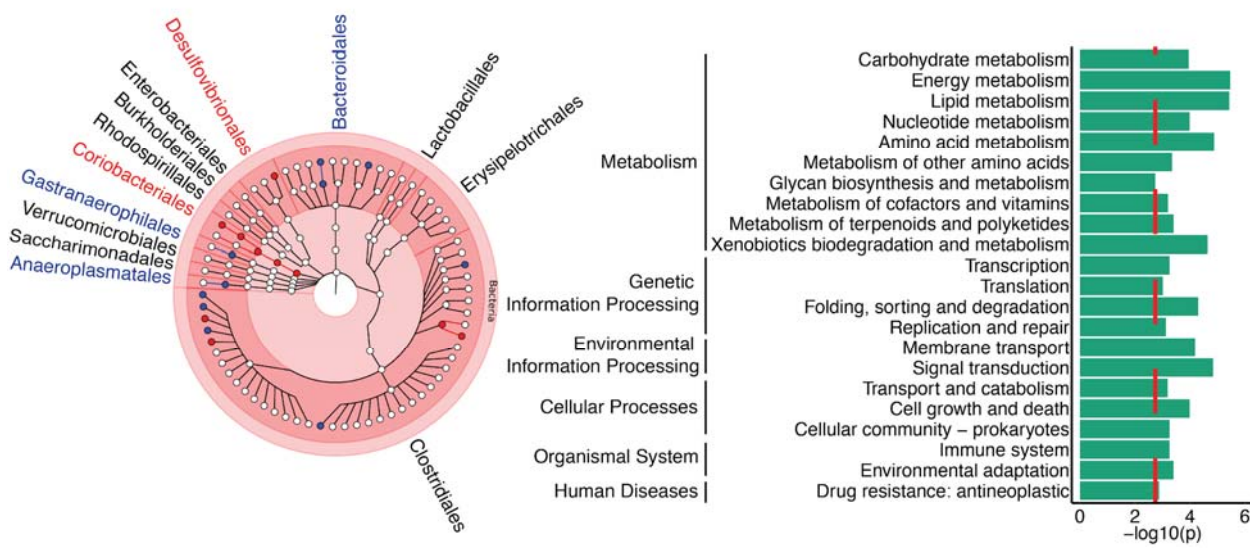 Desulfovibrionales
Enterobacteriales
Burkholderiales
Rhodospirillales
Coriobacteriales
Gastranaerophilales
Verrucomicrobiales
Saccharimonadales
Anaeroplasmatales
Bacteroidales
Lactobacillales
Erysipelotrichales
Bacteria
Clostridiales
Metabolism
Genetic
Information Processing
Environmental
Information Processing
Cellular Processes
Organismal System
Human Diseases
Carbohydrate metabolism
Energy metabolism
Lipid metabolism
Nucleotide metabolism
Amino acid metabolism
Metabolism of other amino acids
Glycan biosynthesis and metabolism
Metabolism of cofactors and vitamins
Metabolism of terpenoids and polyketides
Xenobiotics biodegradation and metabolism
Transcription
Translation
Folding, sorting and degradation
Replication and repair
Membrane transport
Signal transduction
Transport and catabolism
Cell growth and death
Cellular community − prokaryotes
Immune system
Environmental adaptation
Drug resistance: antineoplastic
0 2 4 6
−log10(p)